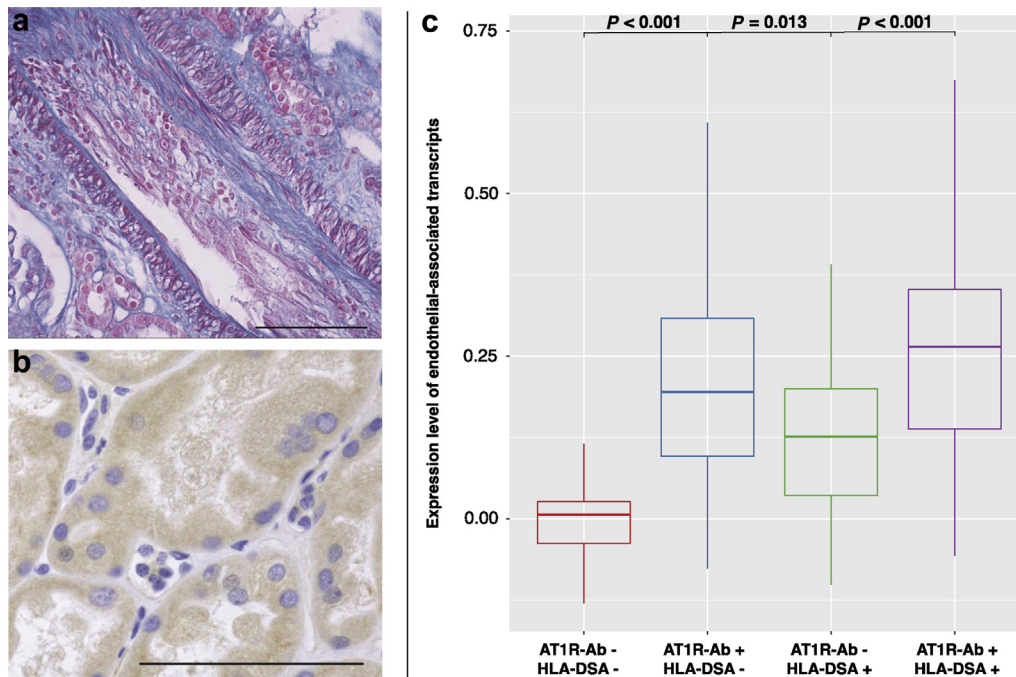 a
b
c
P < 0.001
P = 0.013
P < 0.001
Expression level of endothelial-associated transcripts
0.75
0.50
0.25
0.00
AT1R-Ab -
HLA-DSA -
AT1R-Ab +
HLA-DSA -
AT1R-Ab -
HLA-DSA +
AT1R-Ab +
HLA-DSA +